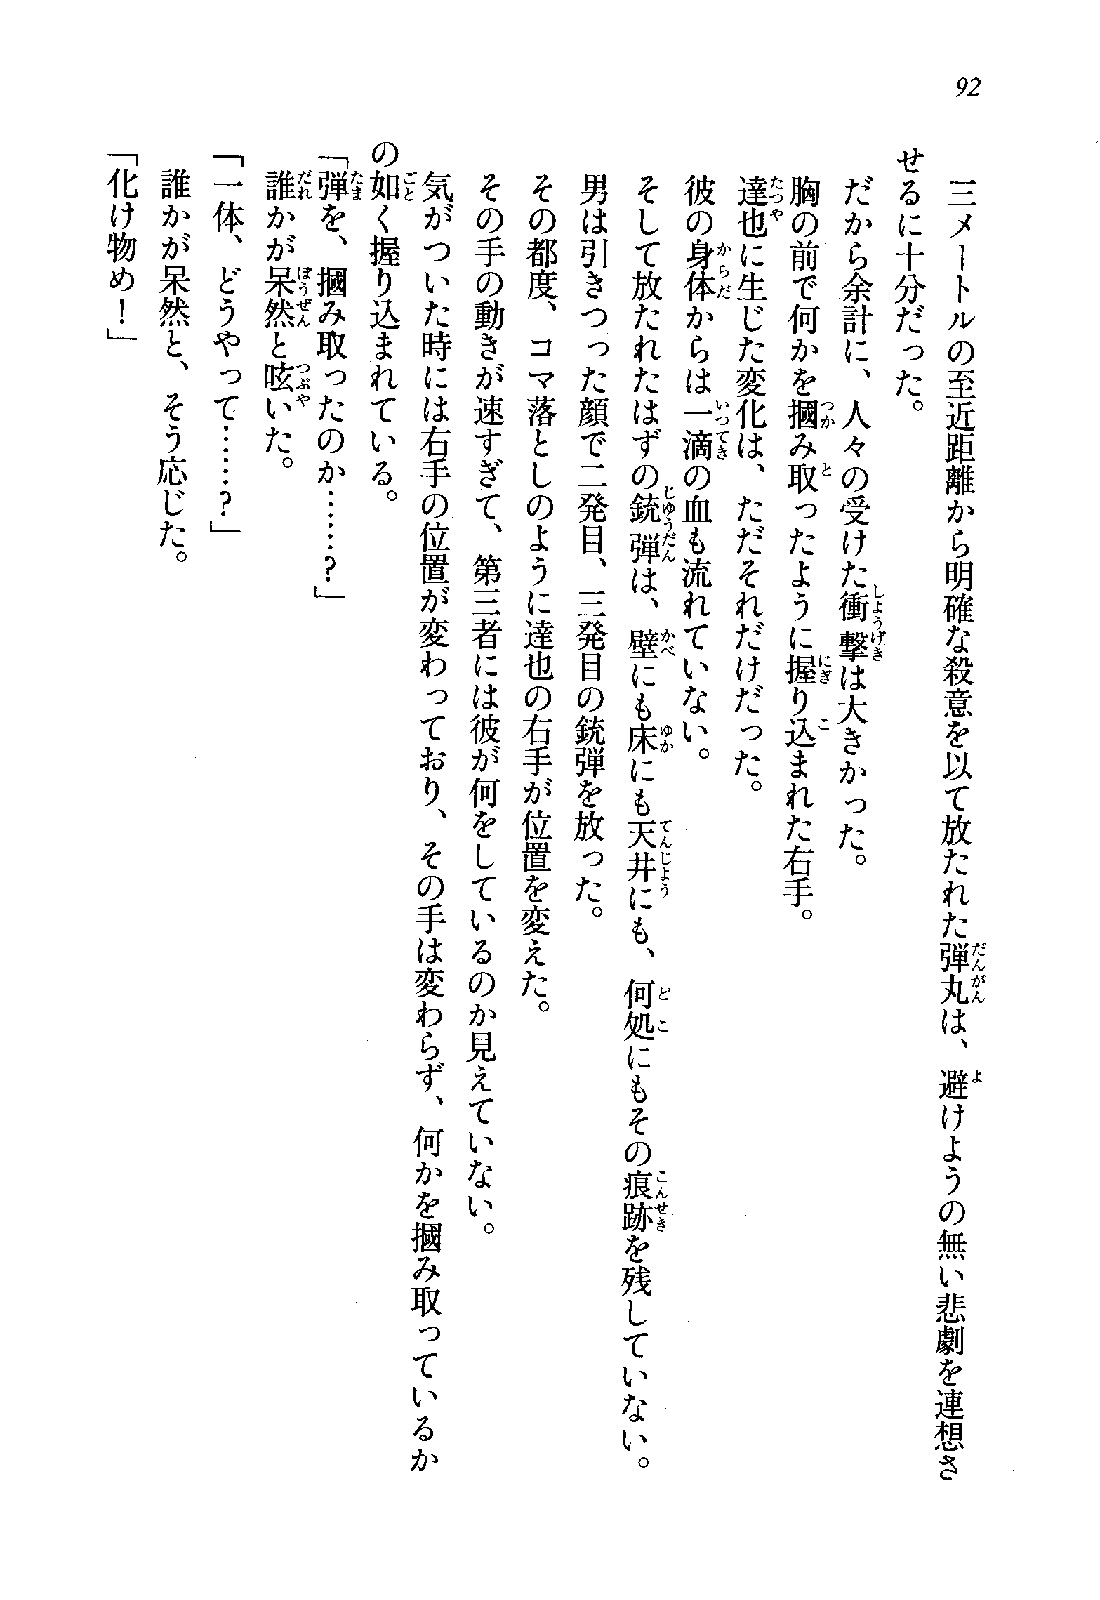 92
三メートルの至近距離から明確な殺意を以て放たれた弾丸は、避けようの無い悲劇を連想さ
せるに十分だった。
だから余計に、人々の受けた衝撃は大きかった。
胸の前で何かを摑み取ったように握り込まれた右手。
達也に生じた変化は、ただそれだけだった。
彼の身体からは一滴の血も流れていない。
そして放たれたはずの銃弾は、壁にも床にも天井にも、何処にもその痕跡を残していない。
男は引きつった顔で二発目、三発目の銃弾を放った。
その都度、コマ落としのように達也の右手が位置を変えた。
その手の動きが速すぎて、第三者には彼が何をしているのか見えていない。
気がついた時には右手の位置が変わっており、その手は変わらず、何かを摑み取っているか
の如く握り込まれている。
「弾を、摑み取ったのか……？」
誰かが呆然と呟いた。
「一体、どうやって……？」
誰かが呆然と、そう応じた。
「化け物め！」